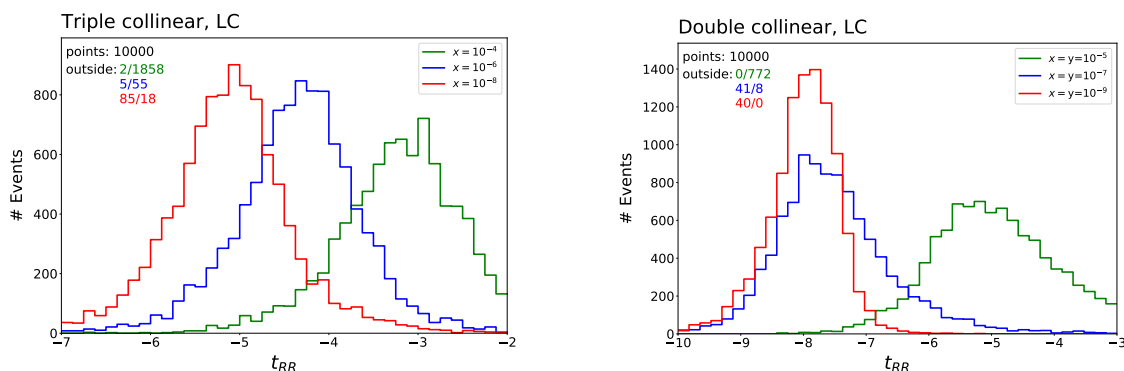 Triple collinear, LC
points: 10000
outside: 2/1858
5/55
85/18
x = 10⁻⁴
x = 10⁻⁶
x = 10⁻⁸
# Events
800
600
400
200
0
−7 −6 −5 −4 −3 −2
t_RR
Double collinear, LC
points: 10000
outside: 0/772
41/8
40/0
x = y=10⁻⁵
x = y=10⁻⁷
x = y=10⁻⁹
# Events
1400
1200
1000
800
600
400
200
0
−10 −9 −8 −7 −6 −5 −4 −3
t_RR